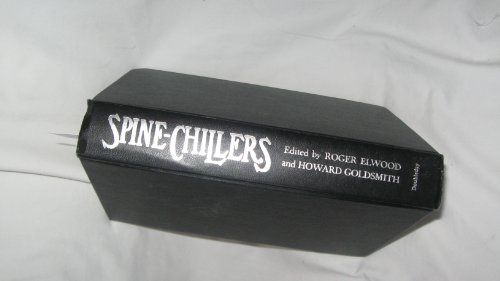 SPINE-CHILLERS
Edited by ROGER ELWOOD
and HOWARD GOLDSMITH
Doubleday